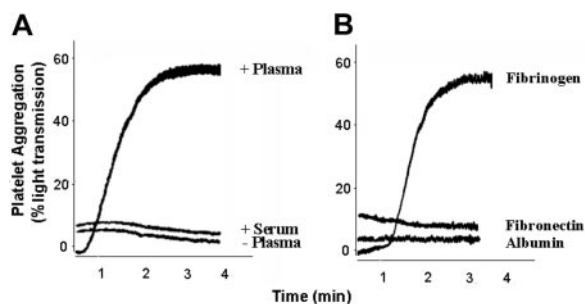 A
Platelet Aggregation
(% light transmission)
60
40
20
0
1 2 3 4
+ Plasma
+ Serum
- Plasma
B
60
40
20
0
1 2 3 4
Fibrinogen
Fibronectin
Albumin
Time (min)